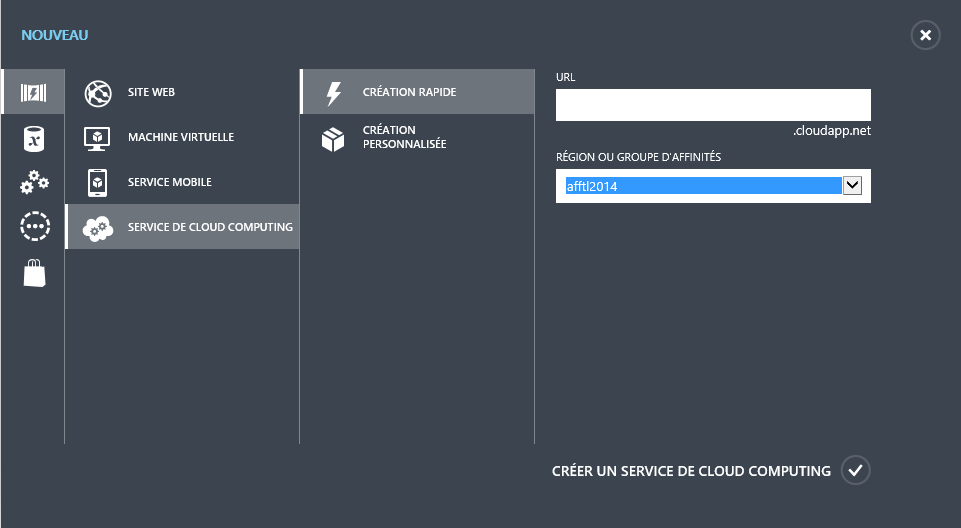 NOUVEAU
SITE WEB
MACHINE VIRTUELLE
SERVICE MOBILE
SERVICE DE CLOUD COMPUTING
CRÉATION RAPIDE
CRÉATION
PERSONNALISÉE
URL
.cloudapp.net
RÉGION OU GROUPE D'AFFINITÉS
afftl2014
CRÉER UN SERVICE DE CLOUD COMPUTING